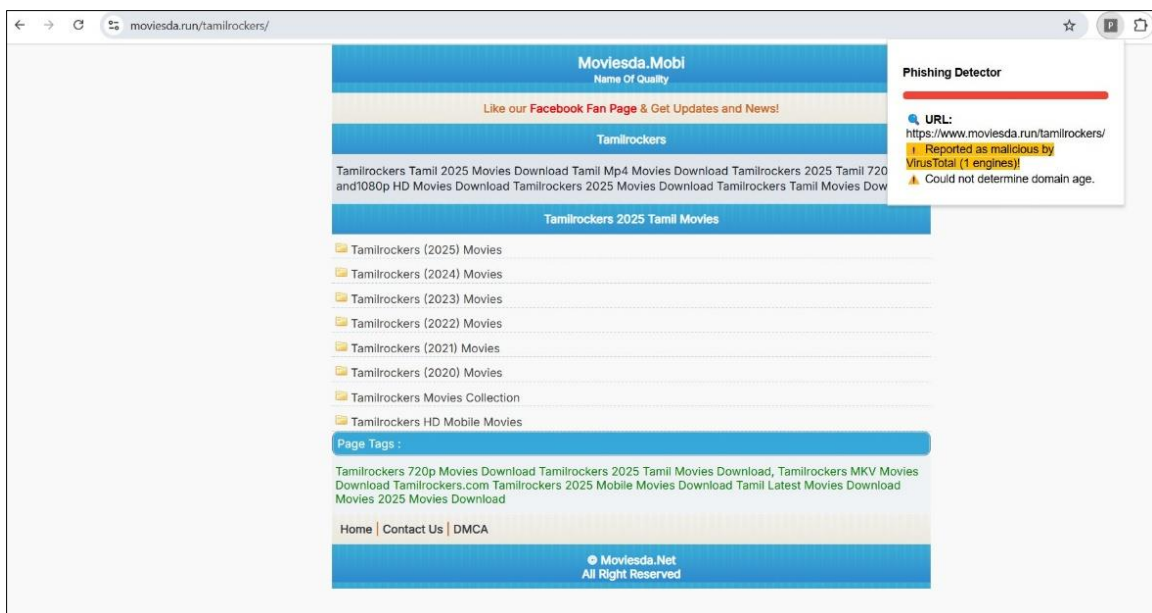 moviesda.run/tamilrockers/
P
Moviesda.Mobi
Name Of Quality
Like our Facebook Fan Page & Get Updates and News!
Tamilrockers
Tamilrockers Tamil 2025 Movies Download Tamil Mp4 Movies Download Tamilrockers 2025 Tamil 720
and1080p HD Movies Download Tamilrockers 2025 Movies Download Tamilrockers Tamil Movies Dow
Phishing Detector
URL:
https://www.moviesda.run/tamilrockers/
Reported as malicious by
VirusTotal (1 engines)!
Could not determine domain age.
Tamilrockers 2025 Tamil Movies
Tamilrockers (2025) Movies
Tamilrockers (2024) Movies
Tamilrockers (2023) Movies
Tamilrockers (2022) Movies
Tamilrockers (2021) Movies
Tamilrockers (2020) Movies
Tamilrockers Movies Collection
Tamilrockers HD Mobile Movies
Page Tags :
Tamilrockers 720p Movies Download Tamilrockers 2025 Tamil Movies Download, Tamilrockers MKV Movies
Download Tamilrockers.com Tamilrockers 2025 Mobile Movies Download Tamil Latest Movies Download
Movies 2025 Movies Download
Home | Contact Us | DMCA
© Moviesda.Net
All Right Reserved